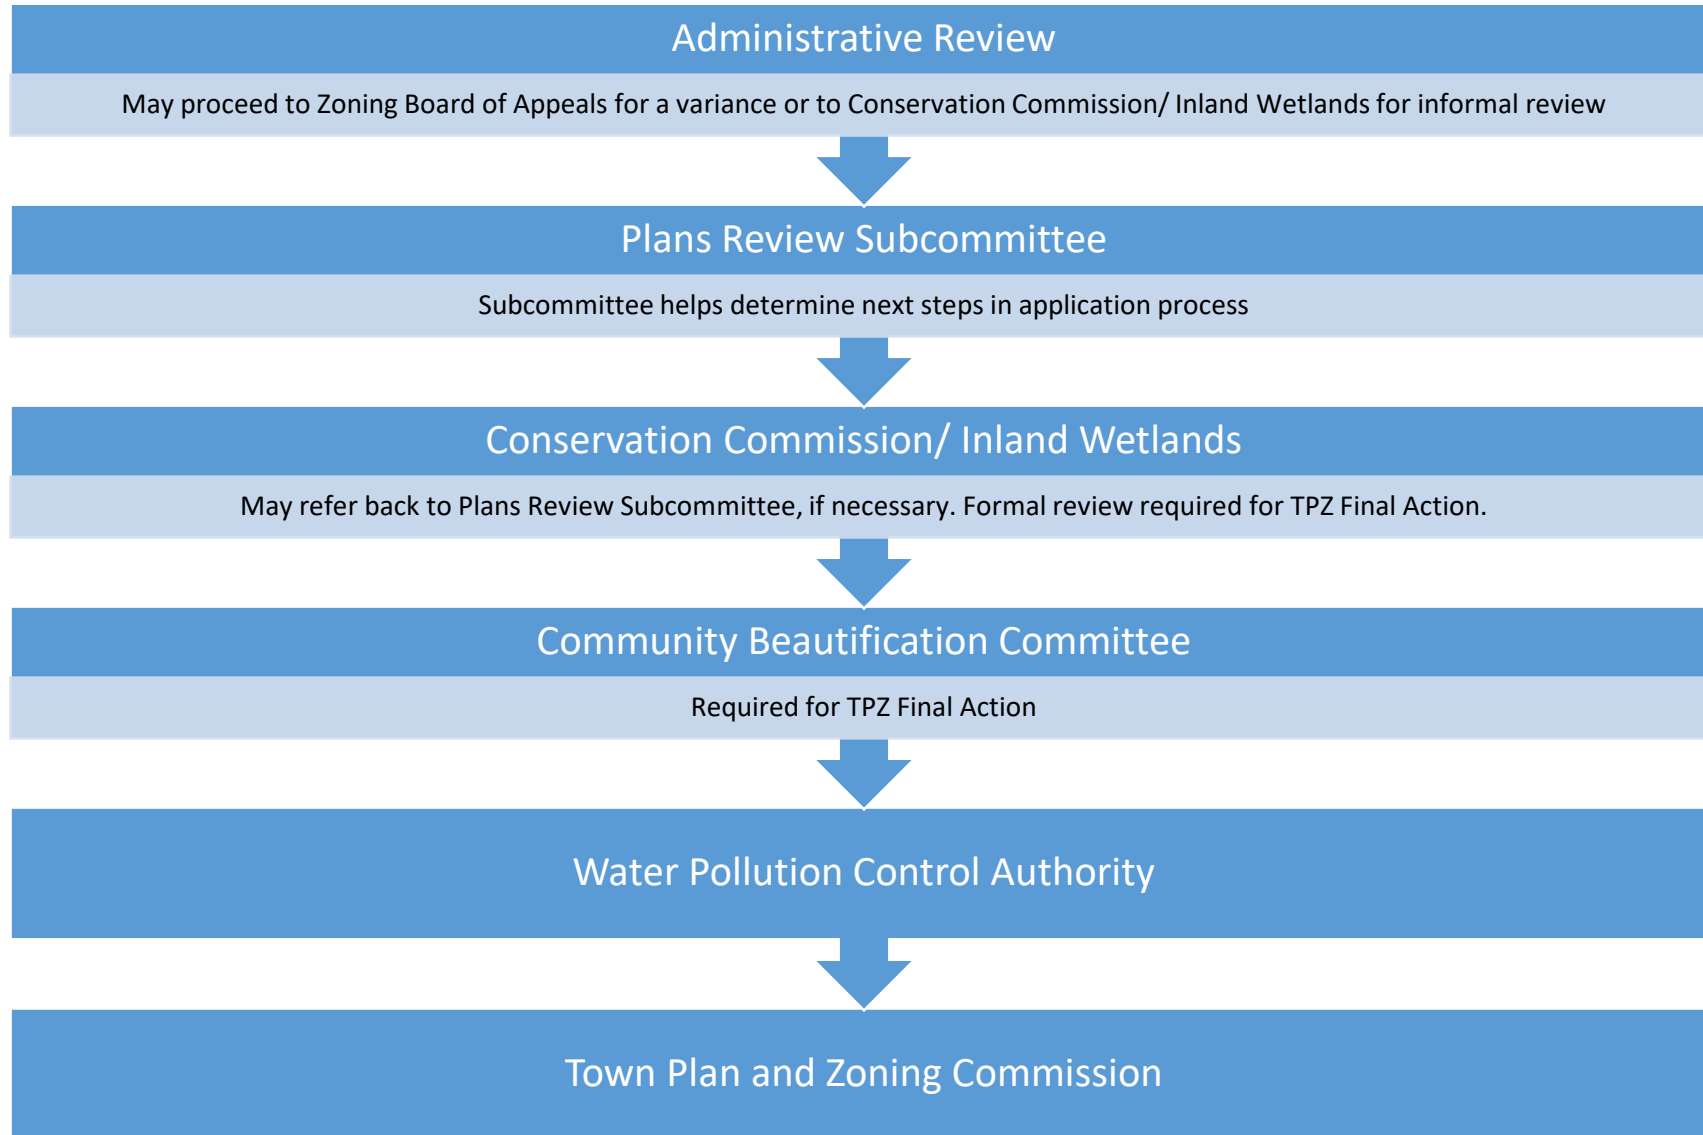 Administrative Review
May proceed to Zoning Board of Appeals for a variance or to Conservation Commission/ Inland Wetlands for informal review
Plans Review Subcommittee
Subcommittee helps determine next steps in application process
Conservation Commission/ Inland Wetlands
May refer back to Plans Review Subcommittee, if necessary. Formal review required for TPZ Final Action.
Community Beautification Committee
Required for TPZ Final Action
Water Pollution Control Authority
Town Plan and Zoning Commission